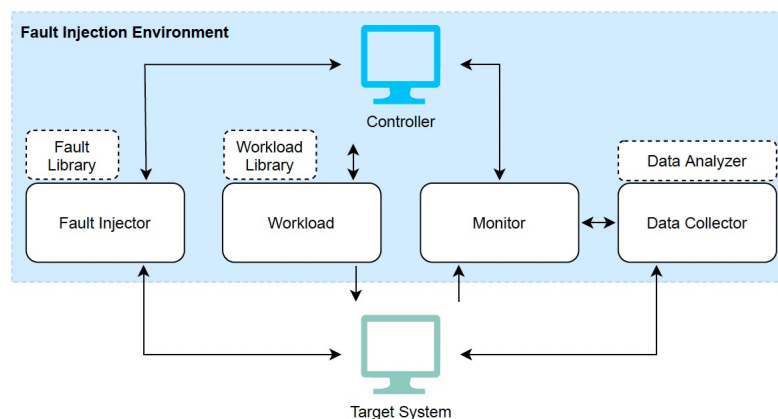 Fault Injection Environment
Controller
Fault
Library
Workload
Library
Data Analyzer
Fault Injector
Workload
Monitor
Data Collector
Target System